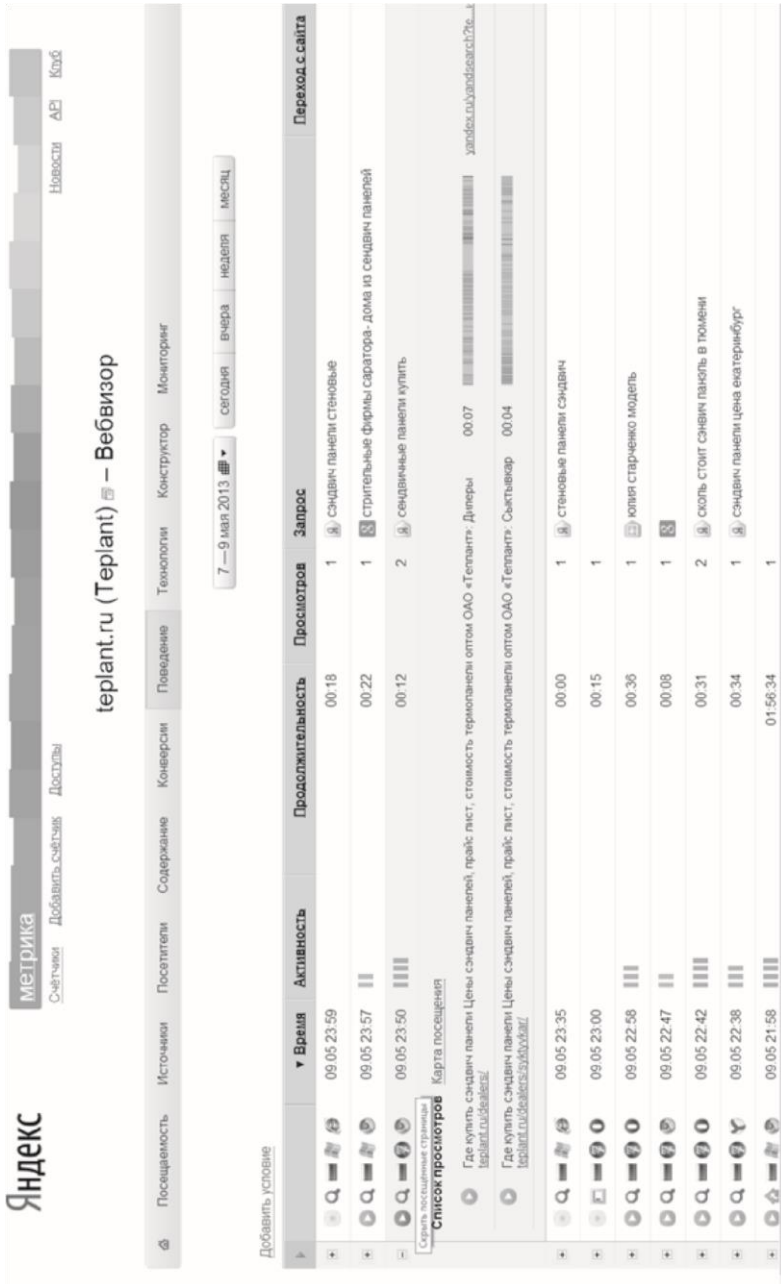 Яндекс метрика
Счётчики Добавить счётчик Доступы Новости API Клуб
teplant.ru (Teplant) – Вебвизор
Посещаемость Источники Посетители Содержание Конверсии Поведение Технологии Конструктор Мониторинг
7 — 9 мая 2013 сегодня вчера неделя месяц
Добавить условие
▼ Время Активность Продолжительность Просмотров Запрос Переход с сайта
09.05 23:59 00:18 1 сэндвич панели стеновые
09.05 23:57 00:22 1 стрительные фирмы саратора- дома из сендвич панелей
09.05 23:50 00:12 2 сендвичные панели купить
Скрыть посещенные страницы
Список просмотров Карта посещения
Где купить сэндвич панели Цены сэндвич панелей, прайс лист, стоимость термопанели оптом ОАО «Теплант»: Дилеры 00:07 yandex.ru/yandsearch?te...
teplant.ru/dealers/
Где купить сэндвич панели Цены сэндвич панелей, прайс лист, стоимость термопанели оптом ОАО «Теплант»: Сыктывкар 00:04
teplant.ru/dealers/syktyvkar/
09.05 23:35 00:00 1 стеновые панели сэндвич
09.05 23:00 00:15 1
09.05 22:58 00:36 1 юлия старченко модель
09.05 22:47 00:08 1
09.05 22:42 00:31 2 сколь стоит сэнвич панэль в тюмени
09.05 22:38 00:34 1 сэндвич панели цена екатеринбург
09.05 21:58 01:56:34 1